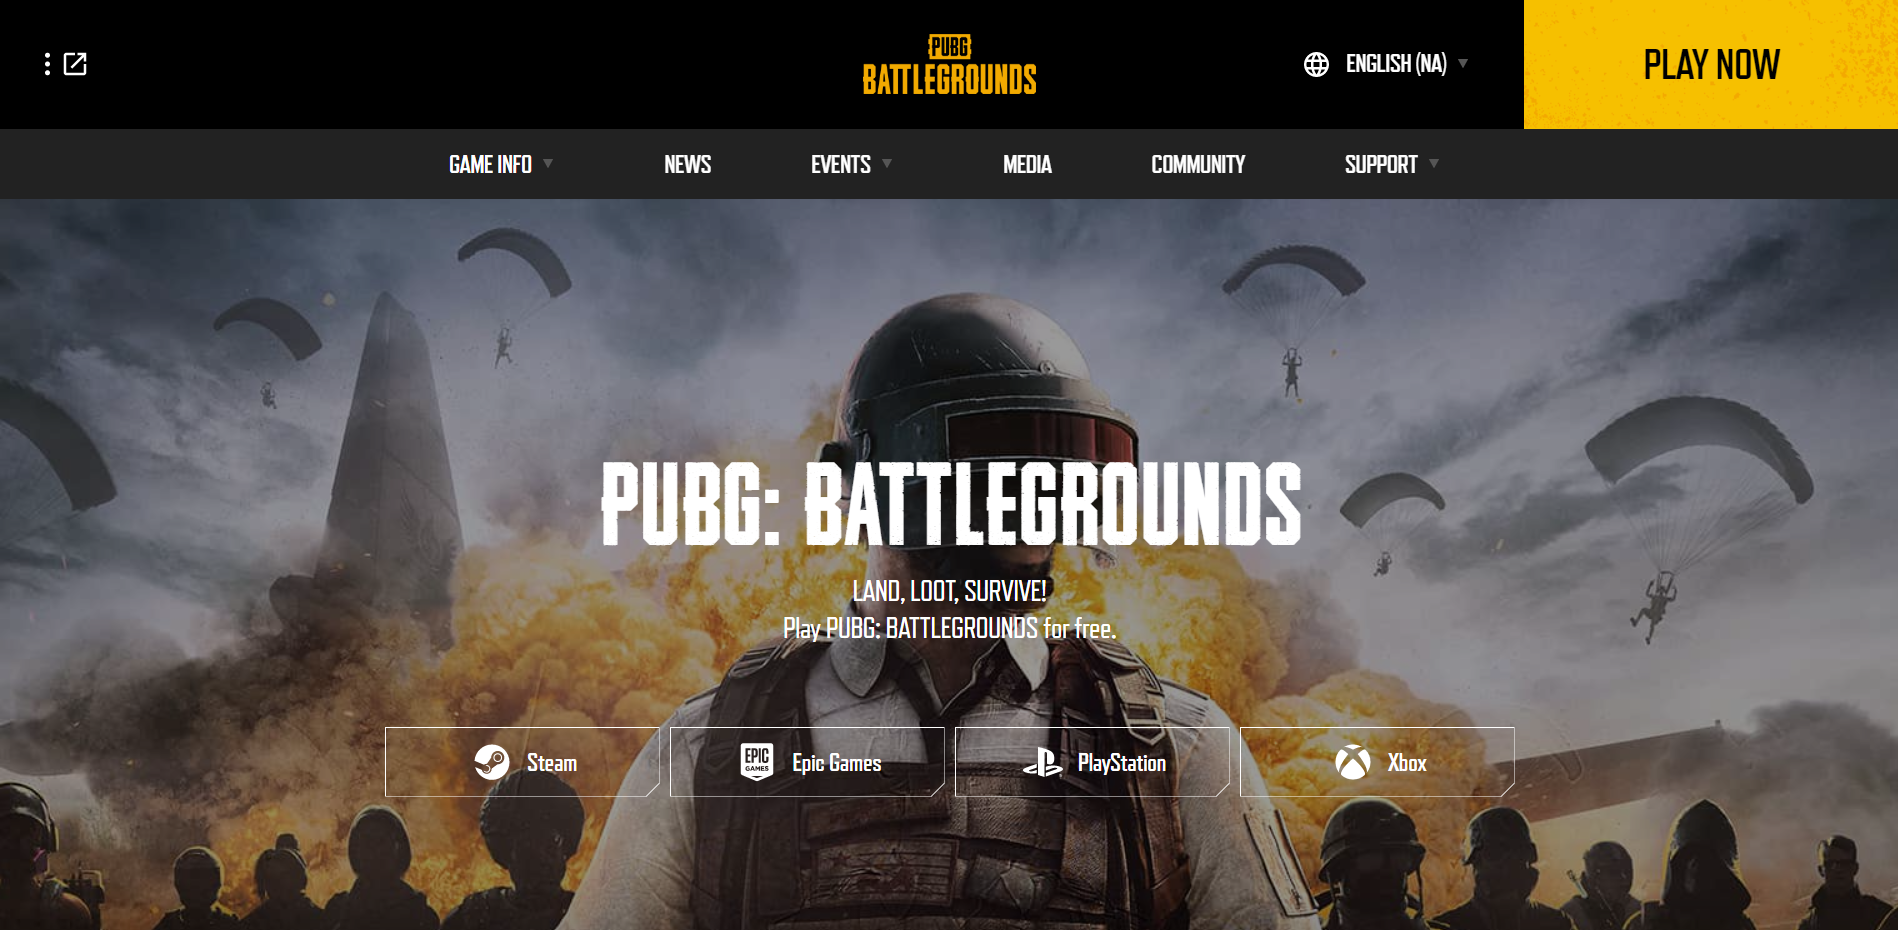 PUBG
BATTLEGROUNDS
ENGLISH (NA)
PLAY NOW
GAME INFO
NEWS
EVENTS
MEDIA
COMMUNITY
SUPPORT
PUBG: BATTLEGROUNDS
LAND, LOOT, SURVIVE!
Play PUBG: BATTLEGROUNDS for free.
Steam
EPIC
GAMES
Epic Games
PlayStation
Xbox